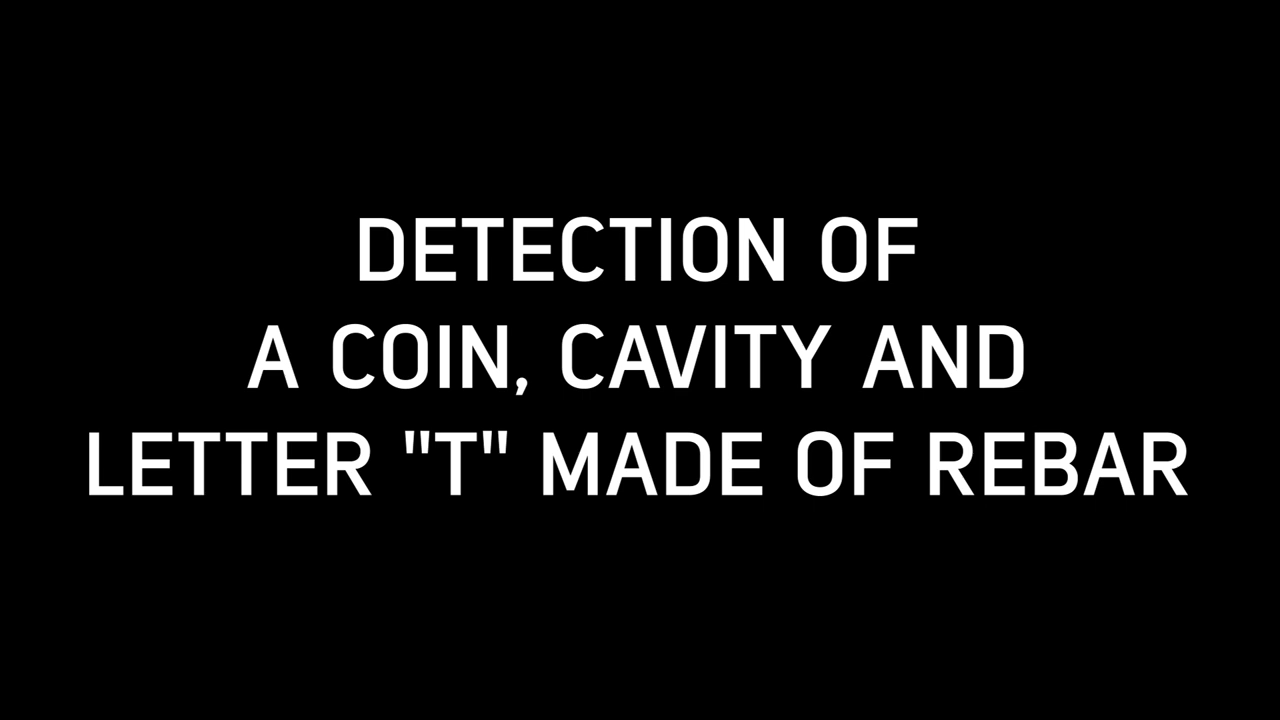 DETECTION OF
A COIN, CAVITY AND
LETTER "T" MADE OF REBAR